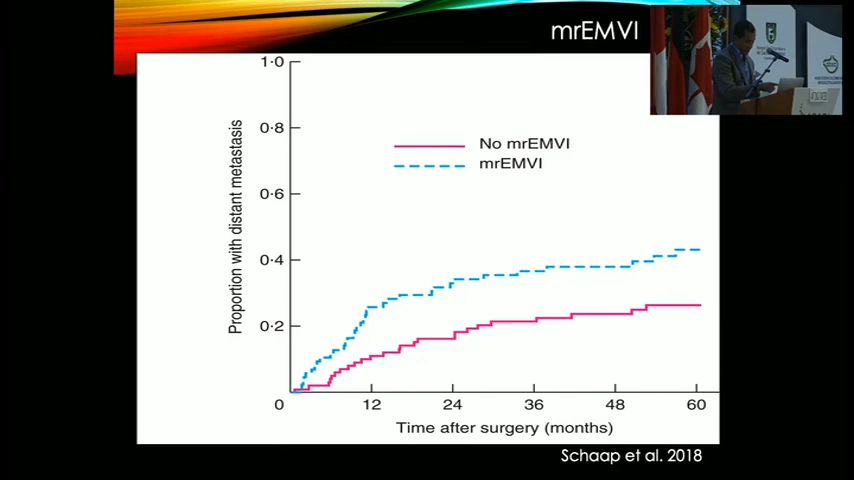 mrEMVI
1·0
0·8
0·6
0·4
0·2
0
Proportion with distant metastasis
No mrEMVI
mrEMVI
12 24 36 48 60
Time after surgery (months)
Schaap et al. 2018